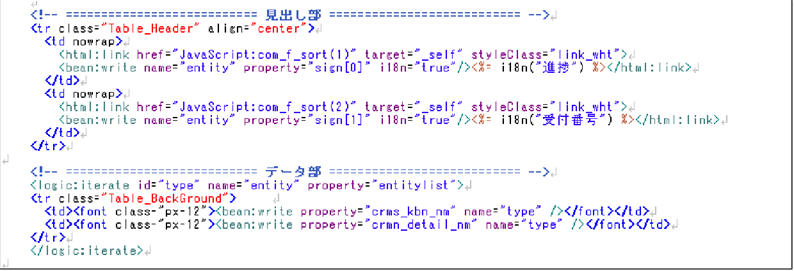 <!-- ========================== 見出し部 ========================== -->
<tr class="Table_Header" align="center">
<td nowrap>
<html:link href="JavaScript:com_f_sort(1)" target="_self" styleClass="link_wht">
<bean:write name="entity" property="sign[0]" i18n="true"/><%= i18n("進捗") %></html:link>
</td>
<td nowrap>
<html:link href="JavaScript:com_f_sort(2)" target="_self" styleClass="link_wht">
<bean:write name="entity" property="sign[1]" i18n="true"/><%= i18n("受付番号") %></html:link>
</td>
</tr>
<!-- ========================== データ部 ========================== -->
<logic:iterate id="type" name="entity" property="entitylist">
<tr class="Table_BackGround">
<td><font class="px-12"><bean:write property="crms_kbn_nm" name="type" /></font></td>
<td><font class="px-12"><bean:write property="crmn_detail_nm" name="type" /></font></td>
</tr>
</logic:iterate>